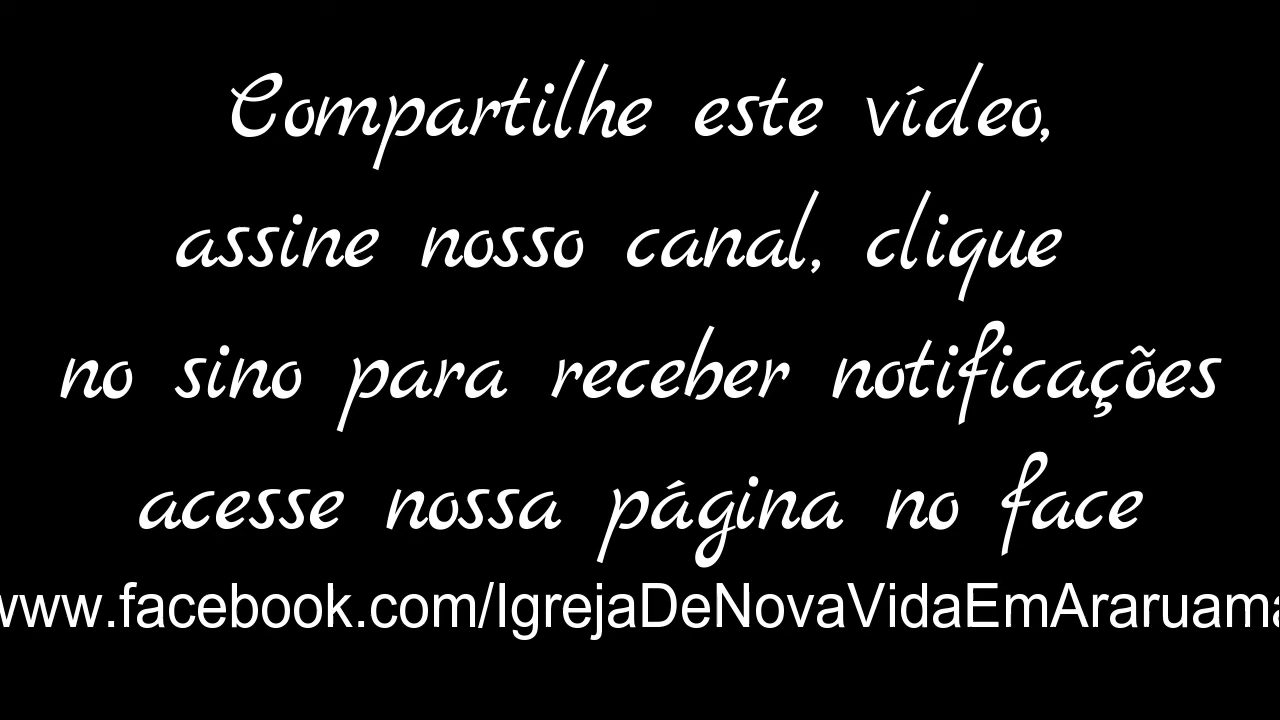 Compartilhe este vídeo,
assine nosso canal, clique
no sino para receber notificações
acesse nossa página no face
www.facebook.com/IgrejaDeNovaVidaEmAraruama